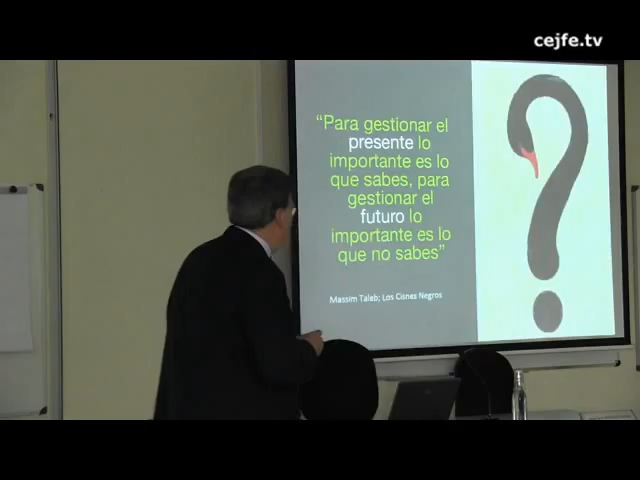 cejfe.tv
“Para gestionar el
presente lo
importante es lo
que sabes, para
gestionar el
futuro lo
importante es lo
que no sabes”
Massim Taleb; Los Cisnes Negros